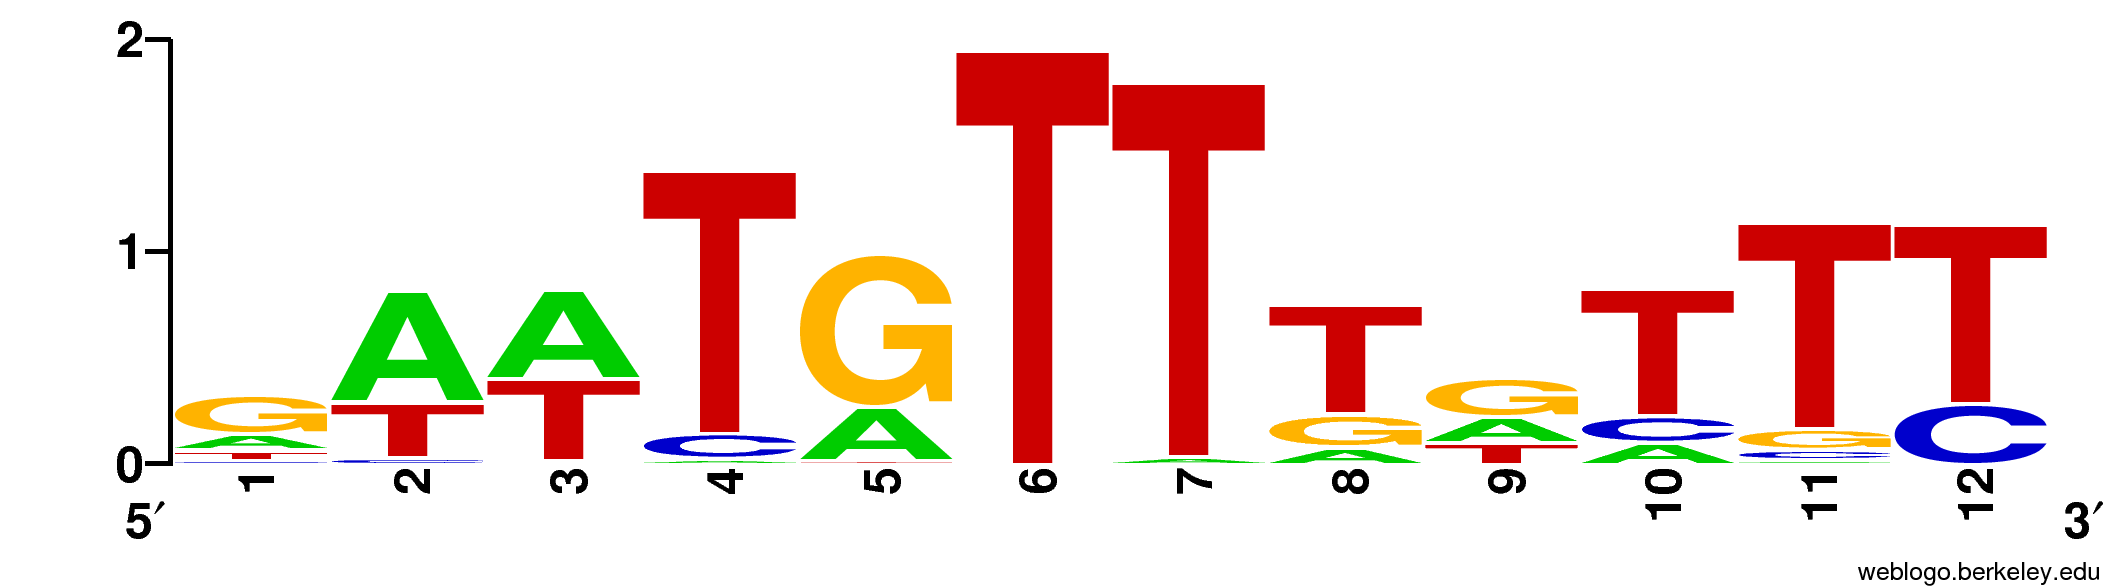 2
1
0
G A T G G T T T G T T T
A T A C A A G A C G C
T T A T A C
1 2 3 4 5 6 7 8 9 10 11 12
5′ 3′
weblogo.berkeley.edu